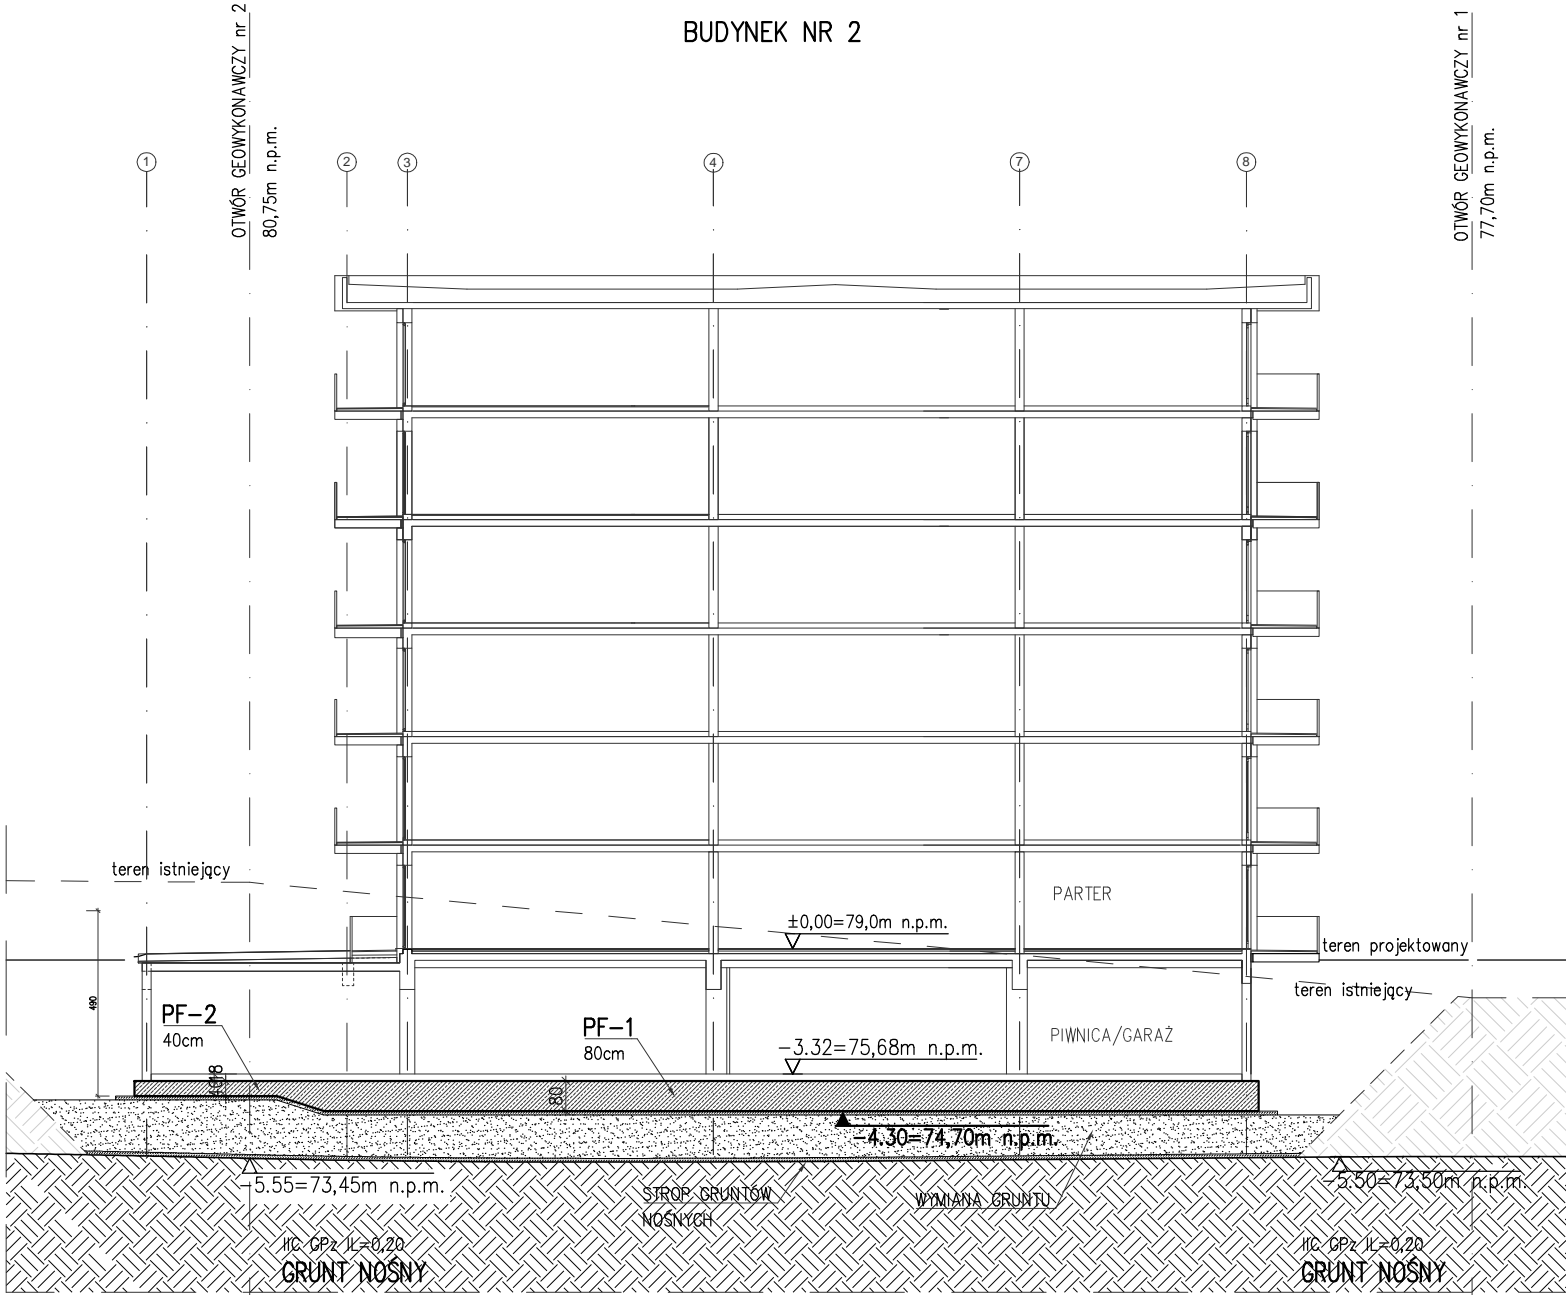 BUDYNEK NR 2
OTWÓR GEOWYKONAWCZY nr 2
80,75m n.p.m.
OTWÓR GEOWYKONAWCZY nr 1
77,70m n.p.m.
1
2
3
4
7
8
teren istniejący
PARTER
±0,00=79,0m n.p.m.
teren projektowany
teren istniejący
490
PF-2
40cm
PF-1
80cm
PIWNICA/GARAŻ
-3.32=75,68m n.p.m.
80
-4.30=74,70m n.p.m.
-5.55=73,45m n.p.m.
STROP GRUNTÓW
NOŚNYCH
WYMIANA GRUNTU
-5.50=73,50m n.p.m.
IIC GPz IL=0,20
GRUNT NOŚNY
IIC GPz IL=0,20
GRUNT NOŚNY